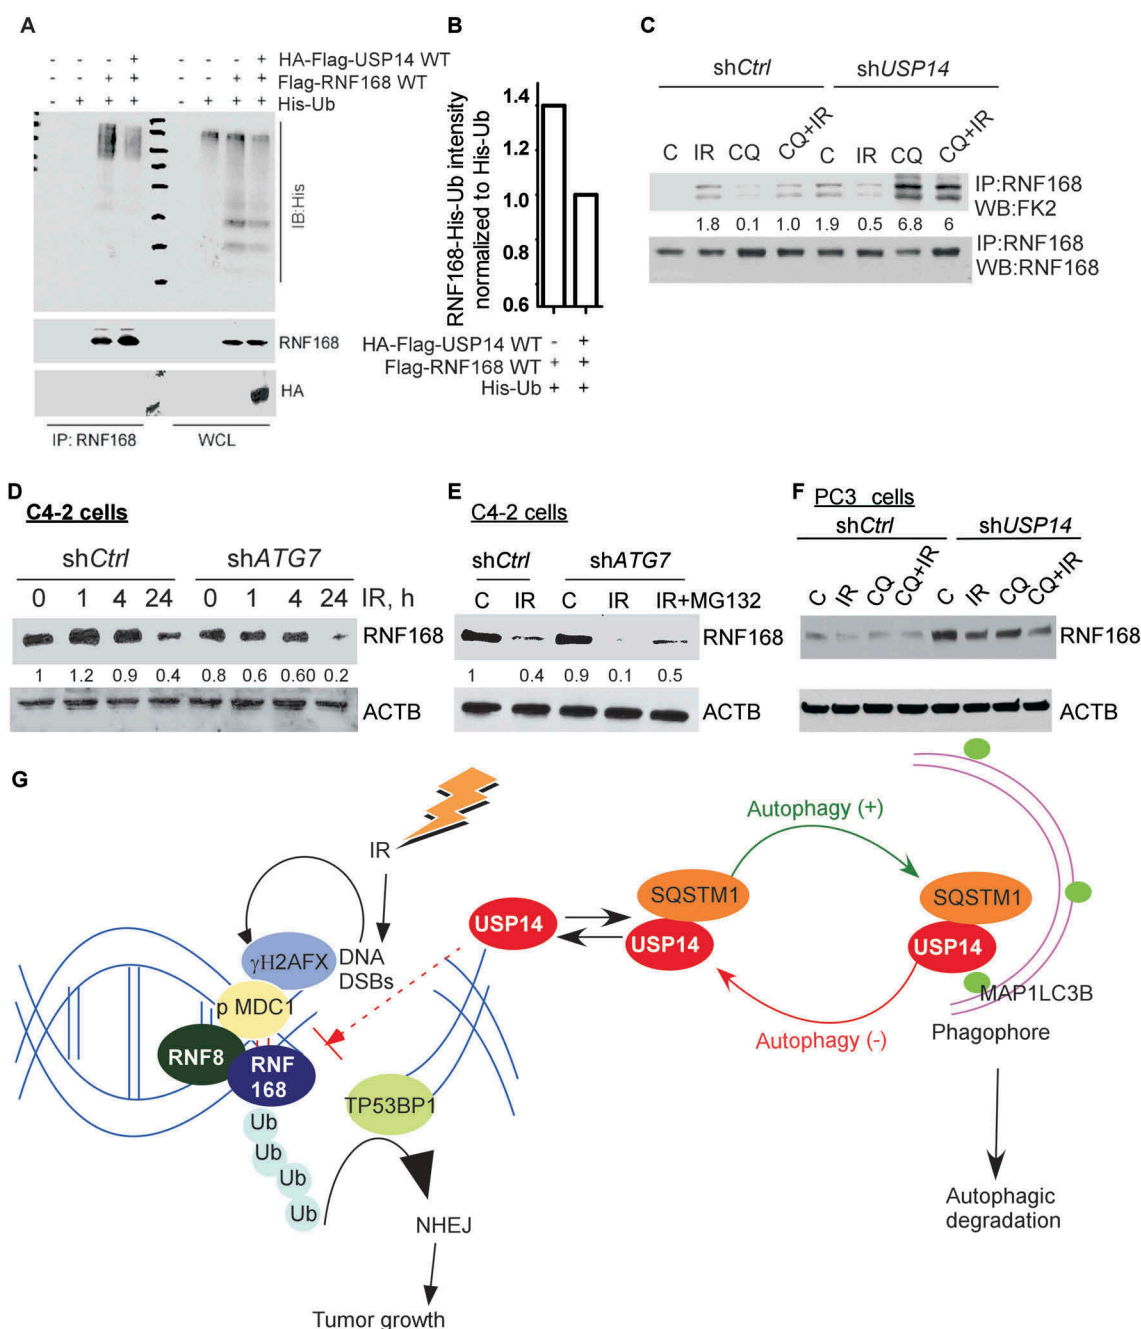 A
- - - + - - - + HA-Flag-USP14 WT
- - + + - - + + Flag-RNF168 WT
- + + + - + + + His-Ub
IB:His
RNF168
HA
IP: RNF168 WCL
B
RNF168-His-Ub intensity
normalized to His-Ub
1.4
1.2
1.0
0.8
0.6
HA-Flag-USP14 WT - +
Flag-RNF168 WT + +
His-Ub + +
C
shCtrl shUSP14
C IR CQ CQ+IR C IR CQ CQ+IR
IP:RNF168
WB:FK2
1.8 0.1 1.0 1.9 0.5 6.8 6
IP:RNF168
WB:RNF168
D
C4-2 cells
shCtrl shATG7
0 1 4 24 0 1 4 24 IR, h
RNF168
1 1.2 0.9 0.4 0.8 0.6 0.60 0.2
ACTB
E
C4-2 cells
shCtrl shATG7
C IR C IR IR+MG132
RNF168
1 0.4 0.9 0.1 0.5
ACTB
F
PC3 cells
shCtrl shUSP14
C IR CQ CQ+IR C IR CQ CQ+IR
RNF168
ACTB
G
IR
γH2AFX
DNA
DSBs
p MDC1
RNF8
RNF
168
Ub
Ub
Ub
Ub
TP53BP1
NHEJ
Tumor growth
USP14
SQSTM1
USP14
Autophagy (+)
Autophagy (-)
SQSTM1
USP14
MAP1LC3B
Phagophore
Autophagic
degradation